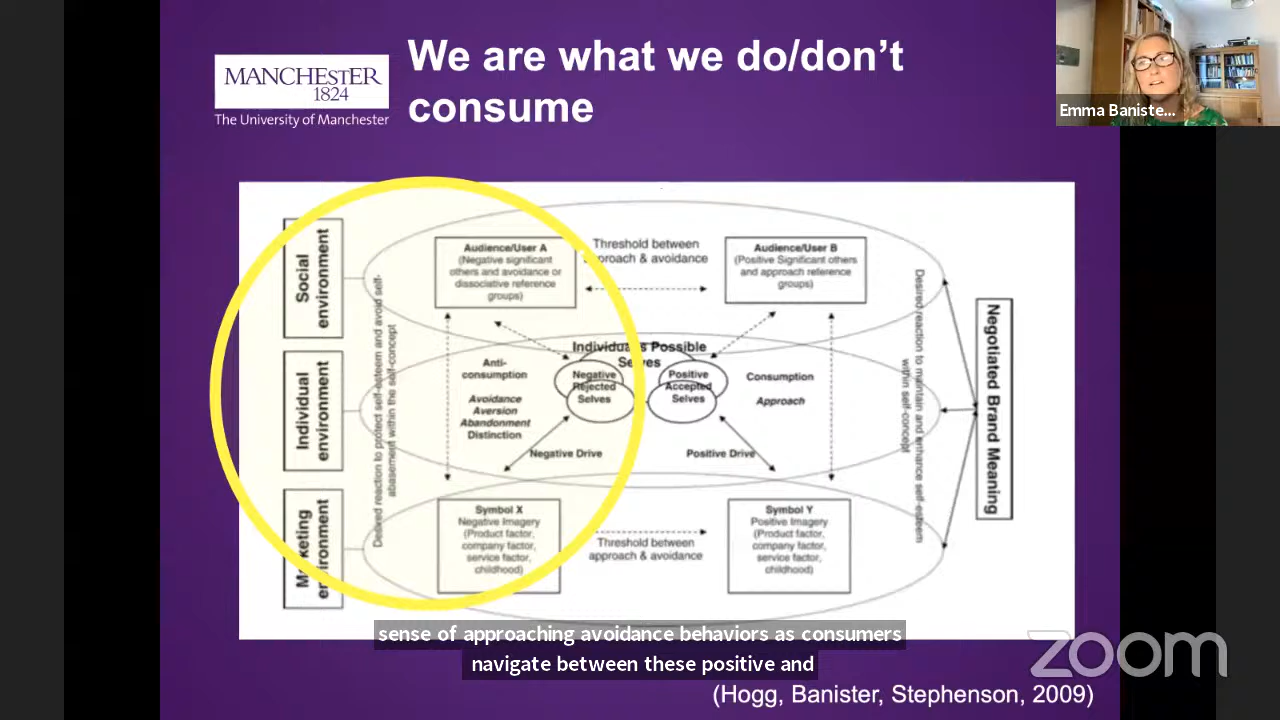 We are what we do/don't
consume
MANCHESTER
1824
The University of Manchester
Emma Baniste...
Social
environment
Individual
environment
Marketing
environment
Desired reaction to protect self-esteem and avoid self-
abasement within the self-concept
Audience/User A
(Negative significant
others and avoidance or
dissociative reference
groups)
Threshold between
approach & avoidance
Audience/User B
(Positive Significant others
and approach reference
groups)
Individual's Possible
Selves
Anti-
consumption
Avoidance
Aversion
Abandonment
Distinction
Negative
Rejected
Selves
Positive
Accepted
Selves
Consumption
Approach
Negative Drive
Positive Drive
Symbol X
Negative Imagery
(Product factor,
company factor,
service factor,
childhood)
Threshold between
approach & avoidance
Symbol Y
Positive Imagery
(Product factor,
company factor,
service factor,
childhood)
Desired reaction to maintain and enhance self-esteem
within self-concept
Negotiated Brand Meaning
sense of approaching avoidance behaviors as consumers
navigate between these positive and
zoom
(Hogg, Banister, Stephenson, 2009)